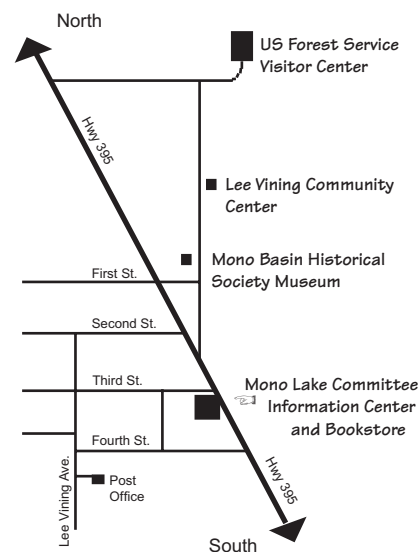 North
US Forest Service
Visitor Center
Hwy 395
Lee Vining Community
Center
Mono Basin Historical
Society Museum
First St.
Second St.
Third St.
Mono Lake Committee
Information Center
and Bookstore
Fourth St.
Lee Vining Ave.
Post
Office
Hwy 395
South